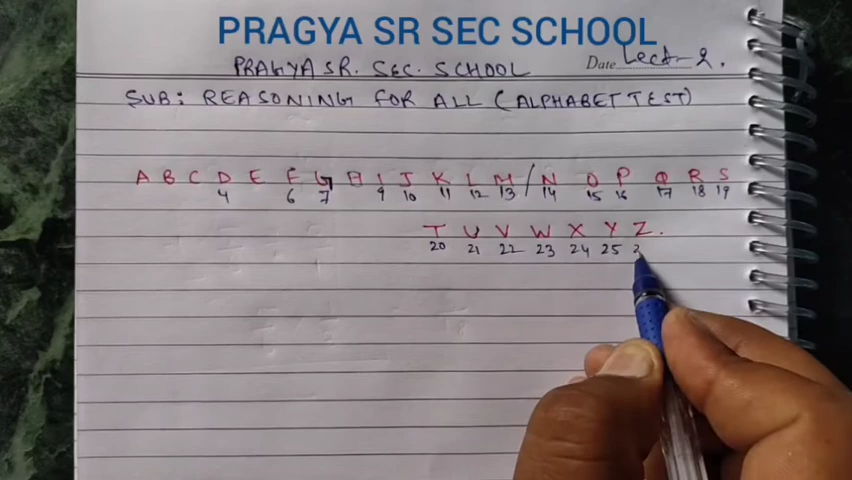 PRAGYA SR SEC SCHOOL
PRAGYA SR. SEC. SCHOOL Date Lect-2.
SUB: REASONING FOR ALL (ALPHABET TEST)
A B C D E F G H I J K L M / N O P Q R S
4 6 7 9 10 11 12 13 14 15 16 17 18 19
T U V W X Y Z.
20 21 22 23 24 25 2